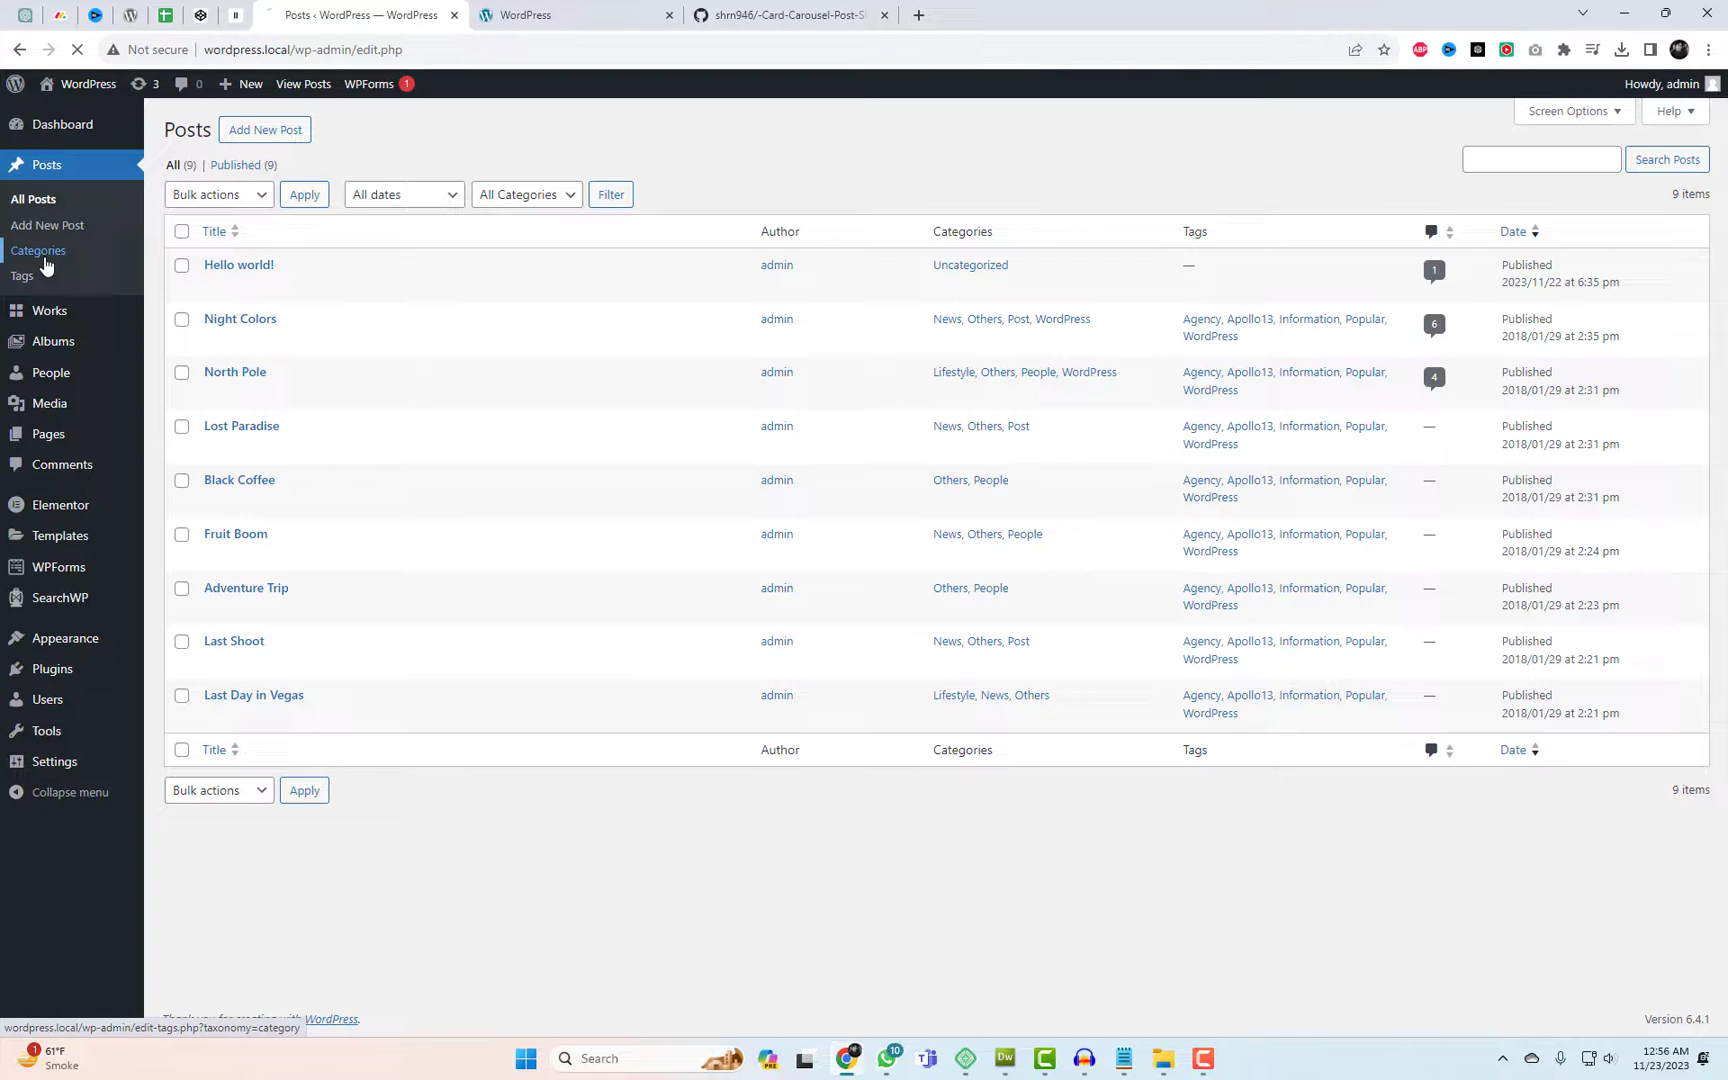 Posts ‹ WordPress — WordPress
WordPress
shrn946/-Card-Carousel-Post-Sl
Not secure
wordpress.local/wp-admin/edit.php
ABP
WordPress
3
0
New
View Posts
WPForms
1
Howdy, admin
Dashboard
Posts
All Posts
Add New Post
Categories
Tags
Works
Albums
People
Media
Pages
Comments
Elementor
Templates
WPForms
SearchWP
Appearance
Plugins
Users
Tools
Settings
Collapse menu
Screen Options
Help
Posts
Add New Post
All (9) | Published (9)
Search Posts
Bulk actions
Apply
All dates
All Categories
Filter
9 items
Title Author Categories Tags Date
Hello world! admin Uncategorized — 1 Published
2023/11/22 at 6:35 pm
Night Colors admin News, Others, Post, WordPress Agency, Apollo13, Information, Popular, 6 Published
WordPress 2018/01/29 at 2:35 pm
North Pole admin Lifestyle, Others, People, WordPress Agency, Apollo13, Information, Popular, 4 Published
WordPress 2018/01/29 at 2:31 pm
Lost Paradise admin News, Others, Post Agency, Apollo13, Information, Popular, — Published
WordPress 2018/01/29 at 2:31 pm
Black Coffee admin Others, People Agency, Apollo13, Information, Popular, — Published
WordPress 2018/01/29 at 2:31 pm
Fruit Boom admin News, Others, People Agency, Apollo13, Information, Popular, — Published
WordPress 2018/01/29 at 2:24 pm
Adventure Trip admin Others, People Agency, Apollo13, Information, Popular, — Published
WordPress 2018/01/29 at 2:23 pm
Last Shoot admin News, Others, Post Agency, Apollo13, Information, Popular, — Published
WordPress 2018/01/29 at 2:21 pm
Last Day in Vegas admin Lifestyle, News, Others Agency, Apollo13, Information, Popular, — Published
WordPress 2018/01/29 at 2:21 pm
Title Author Categories Tags Date
Bulk actions
Apply
9 items
Thank you for creating with WordPress.
Version 6.4.1
wordpress.local/wp-admin/edit-tags.php?taxonomy=category
1
61°F
Smoke
Search
PRE
10
Dw
12:56 AM
11/23/2023